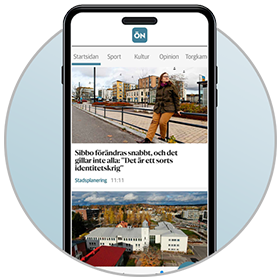 ÖN
Startsidan Sport Kultur Opinion Torgkam
Sibbo förändras snabbt, och det
gillar inte alla: "Det är ett sorts
identitetskrig"
Stadsplanering 11:11